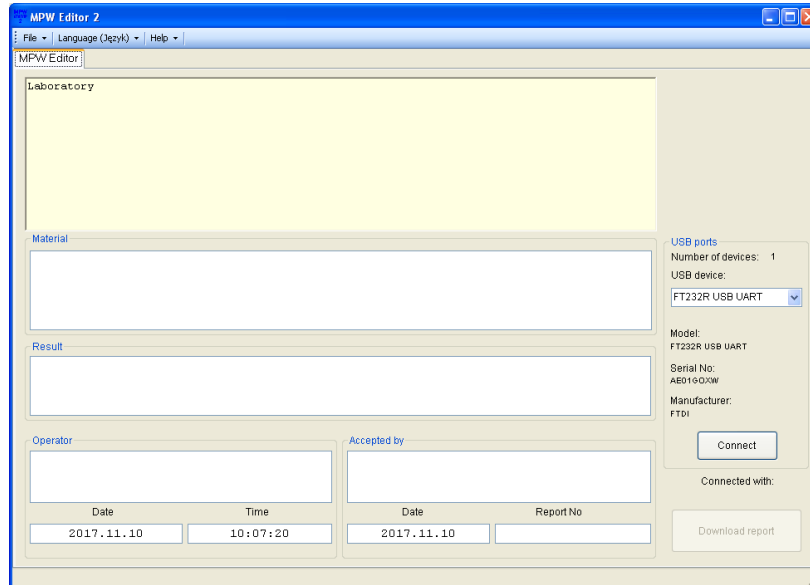 MPW Editor 2
File Language (Język) Help
MPW Editor
Laboratory
Material
Result
Operator
Date Time
2017.11.10 10:07:20
Accepted by
Date Report No
2017.11.10
USB ports
Number of devices: 1
USB device:
FT232R USB UART
Model:
FT232R USB UART
Serial No:
AE01GOXW
Manufacturer:
FTDI
Connect
Connected with:
Download report